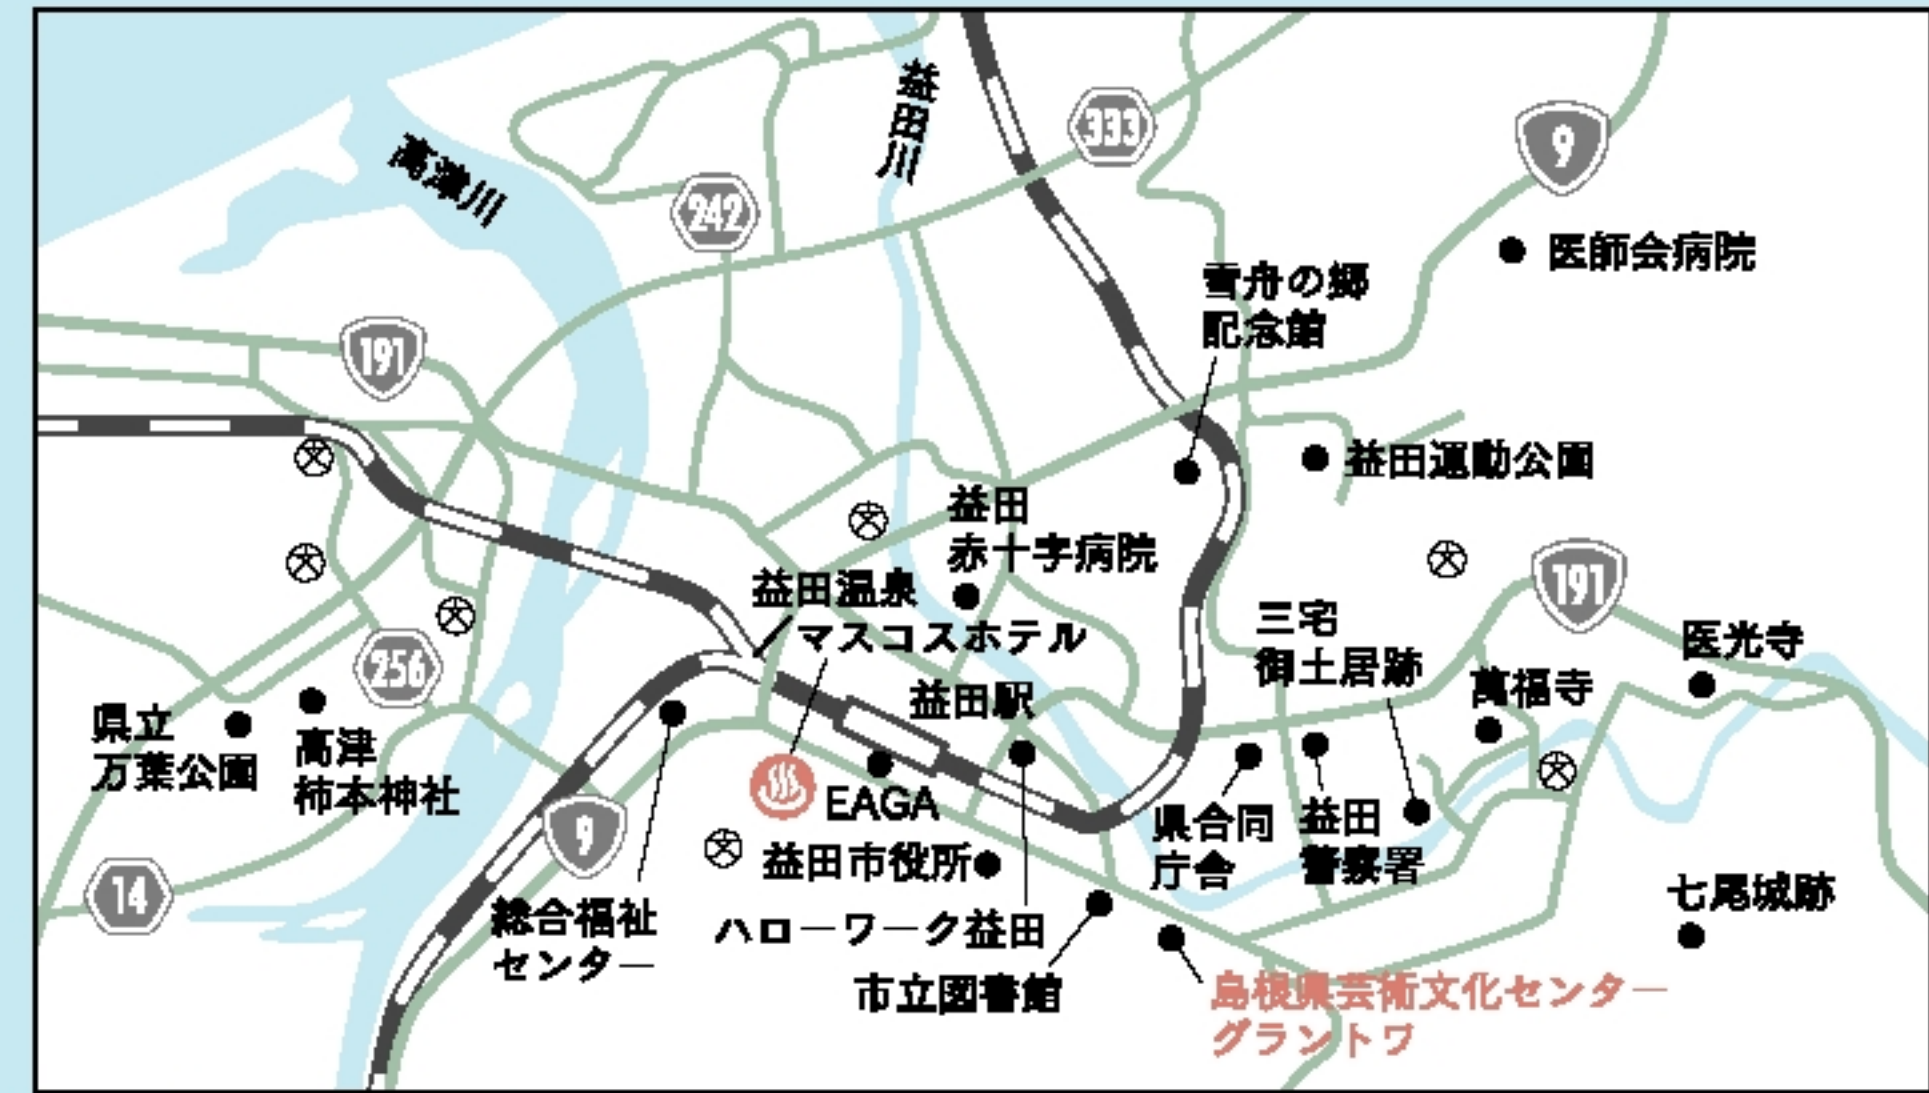 益田川
333
9
高津川
242
医師会病院
雪舟の郷
記念館
191
益田運動公園
益田
赤十字病院
191
益田温泉
／マスコスホテル
三宅
御土居跡
医光寺
256
萬福寺
益田駅
県立
万葉公園
高津
柿本神社
EAGA
9
県合同
庁舎
益田
警察署
益田市役所
14
七尾城跡
総合福祉
センター
ハローワーク益田
市立図書館
島根県芸術文化センター
グラントワ